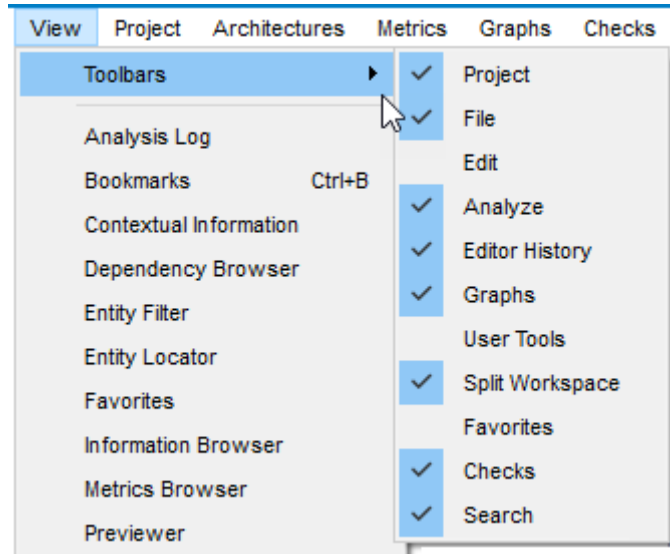 View Project Architectures Metrics Graphs Checks
Toolbars
Analysis Log
Bookmarks Ctrl+B
Contextual Information
Dependency Browser
Entity Filter
Entity Locator
Favorites
Information Browser
Metrics Browser
Previewer
Project
File
Edit
Analyze
Editor History
Graphs
User Tools
Split Workspace
Favorites
Checks
Search